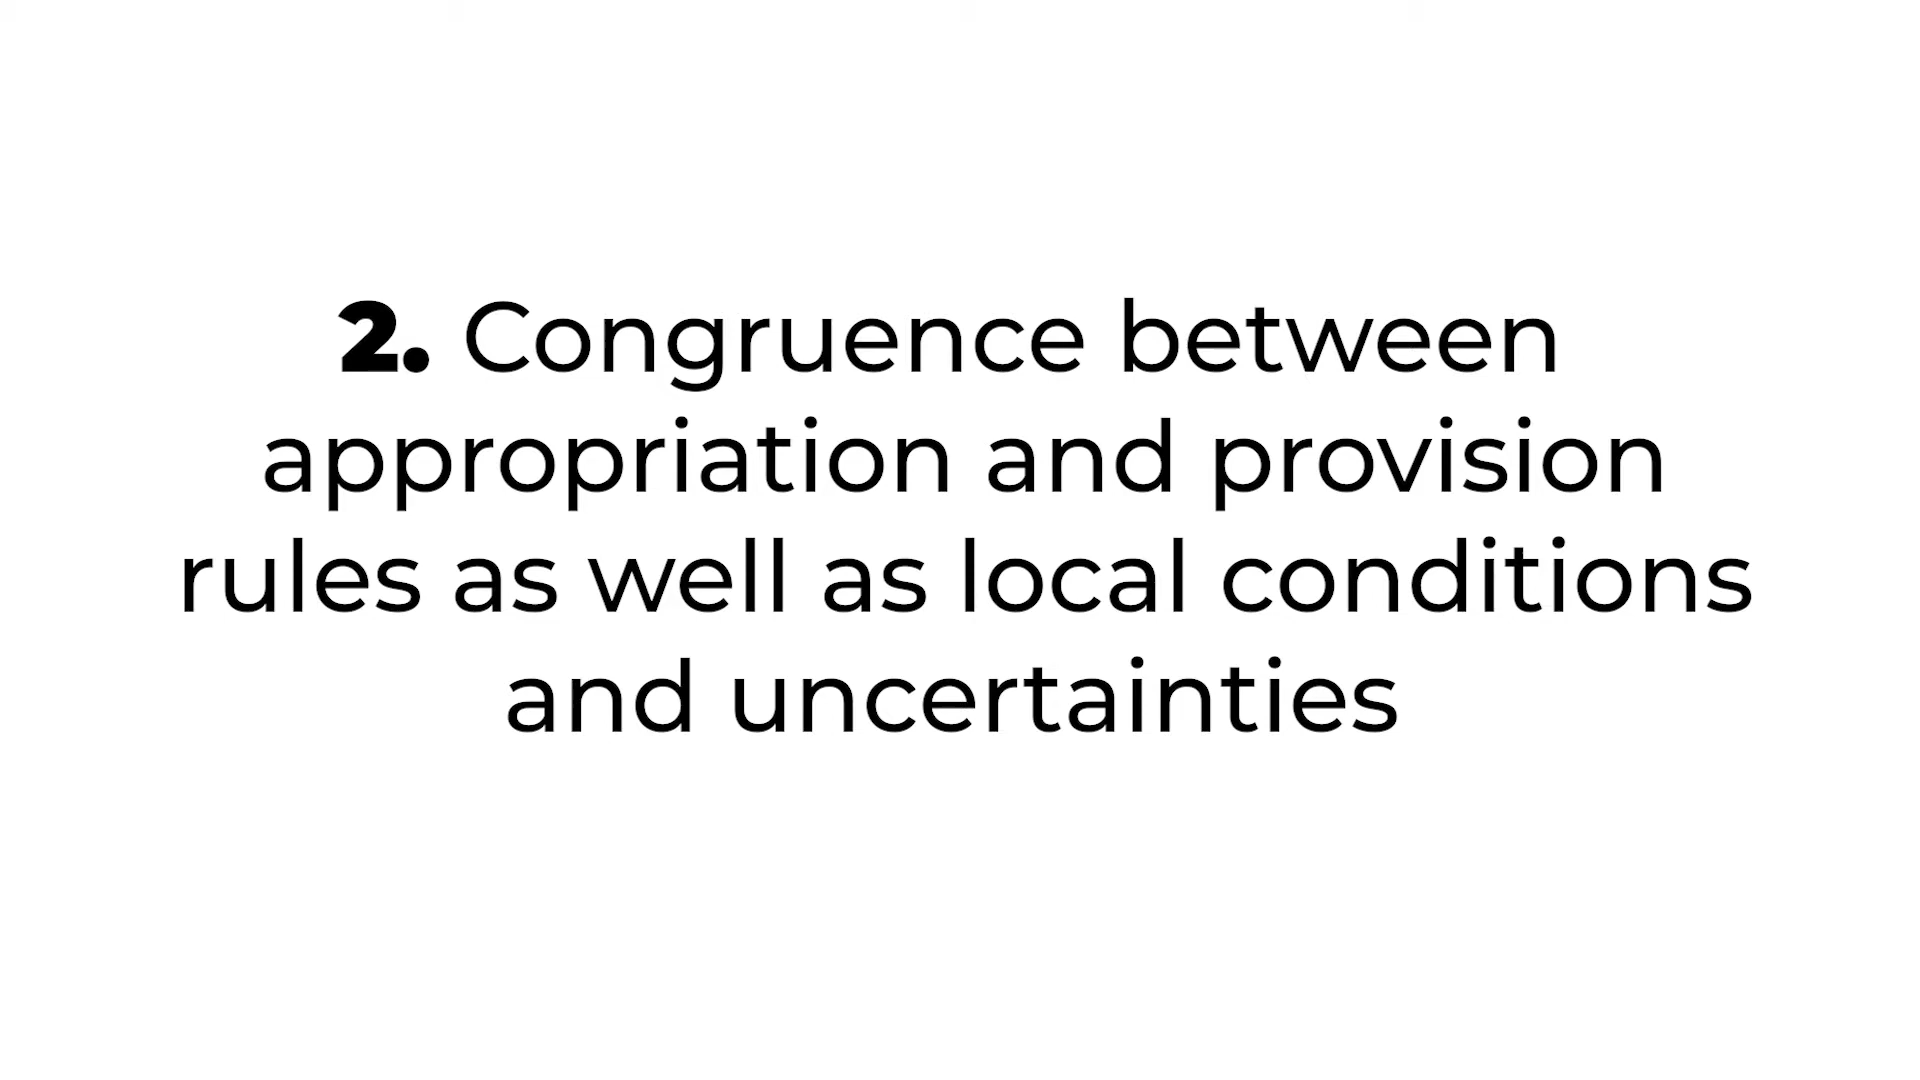 2. Congruence between
appropriation and provision
rules as well as local conditions
and uncertainties